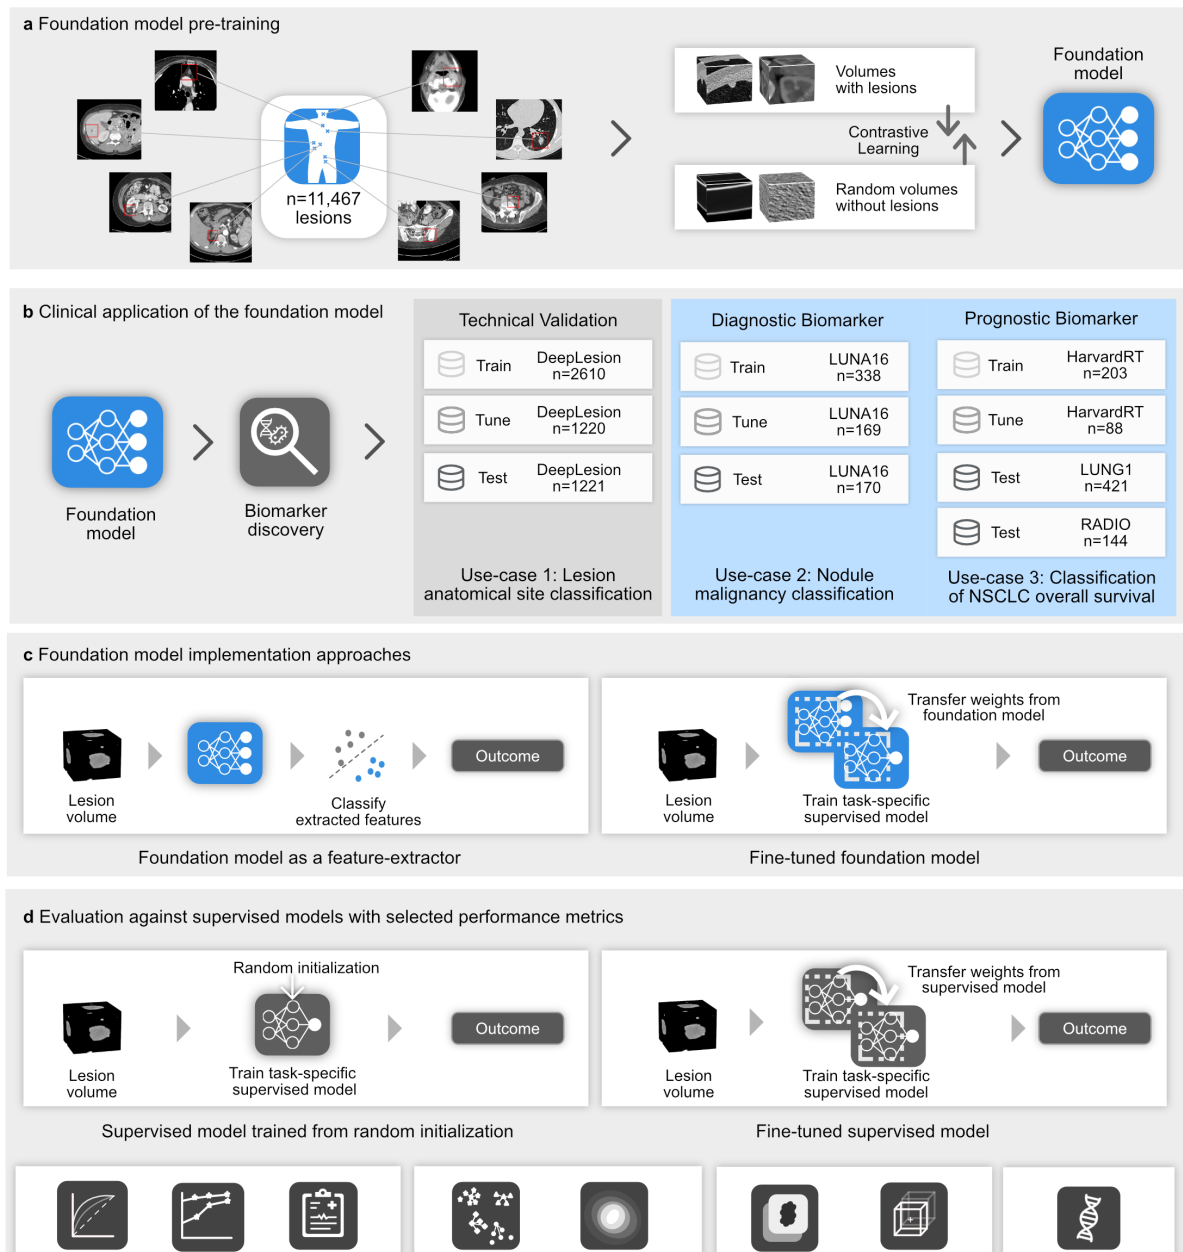 a Foundation model pre-training
n=11,467
lesions
Volumes
with lesions
Contrastive
Learning
Random volumes
without lesions
Foundation
model
b Clinical application of the foundation model
Foundation
model
Biomarker
discovery
Technical Validation
Train
DeepLesion
n=2610
Tune
DeepLesion
n=1220
Test
DeepLesion
n=1221
Use-case 1: Lesion
anatomical site classification
Diagnostic Biomarker
Train
LUNA16
n=338
Tune
LUNA16
n=169
Test
LUNA16
n=170
Use-case 2: Nodule
malignancy classification
Prognostic Biomarker
Train
HarvardRT
n=203
Tune
HarvardRT
n=88
Test
LUNG1
n=421
Test
RADIO
n=144
Use-case 3: Classification
of NSCLC overall survival
c Foundation model implementation approaches
Lesion
volume
Classify
extracted features
Outcome
Foundation model as a feature-extractor
Lesion
volume
Transfer weights from
foundation model
Train task-specific
supervised model
Outcome
Fine-tuned foundation model
d Evaluation against supervised models with selected performance metrics
Lesion
volume
Random initialization
Train task-specific
supervised model
Outcome
Supervised model trained from random initialization
Lesion
volume
Transfer weights from
supervised model
Train task-specific
supervised model
Outcome
Fine-tuned supervised model